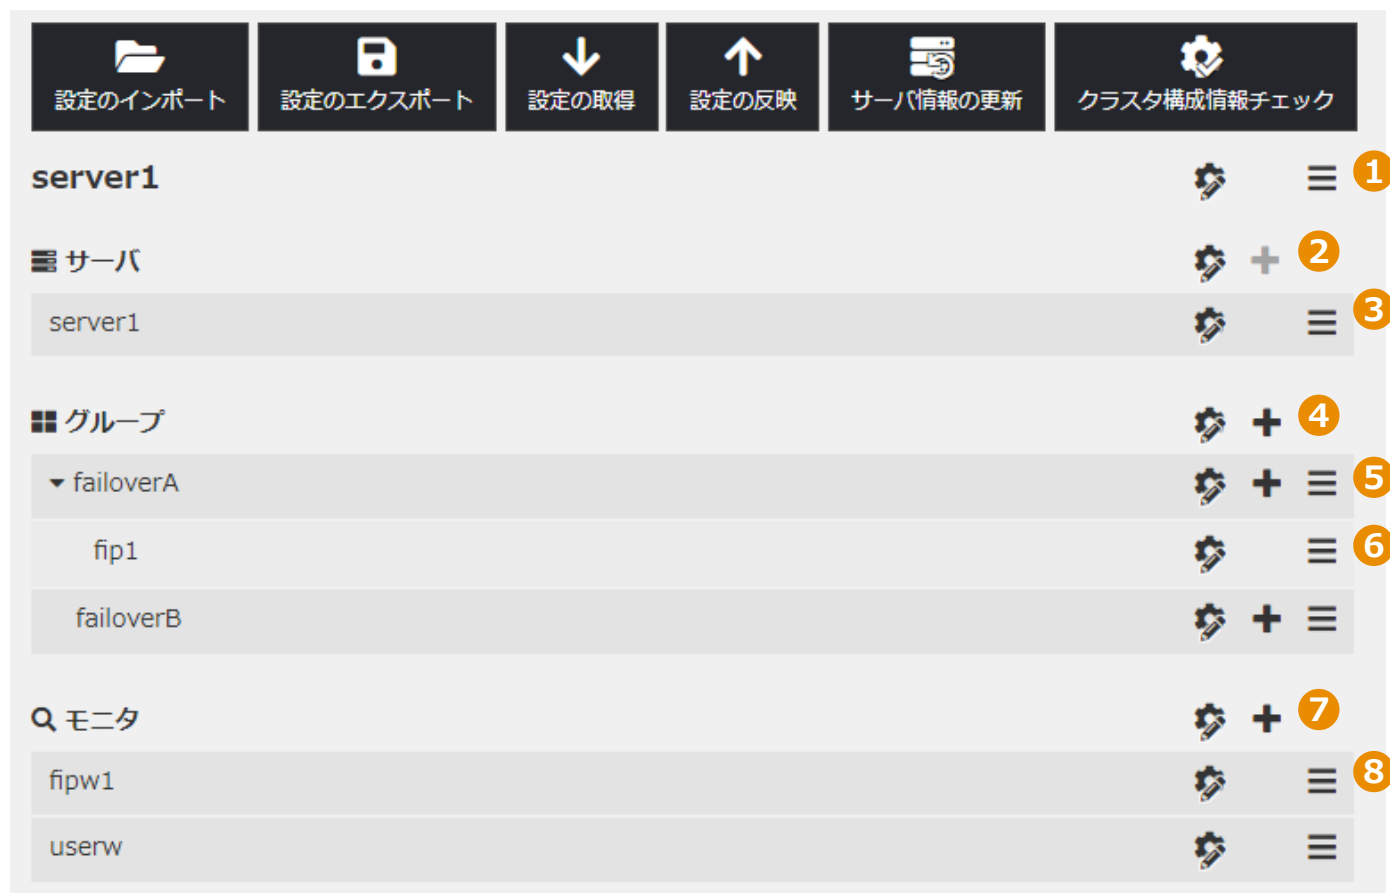 設定のインポート 設定のエクスポート 設定の取得 設定の反映 サーバ情報の更新 クラスタ構成情報チェック
server1 1
サーバ 2
server1 3
グループ 4
failoverA 5
fip1 6
failoverB
モニタ 7
fipw1 8
userw